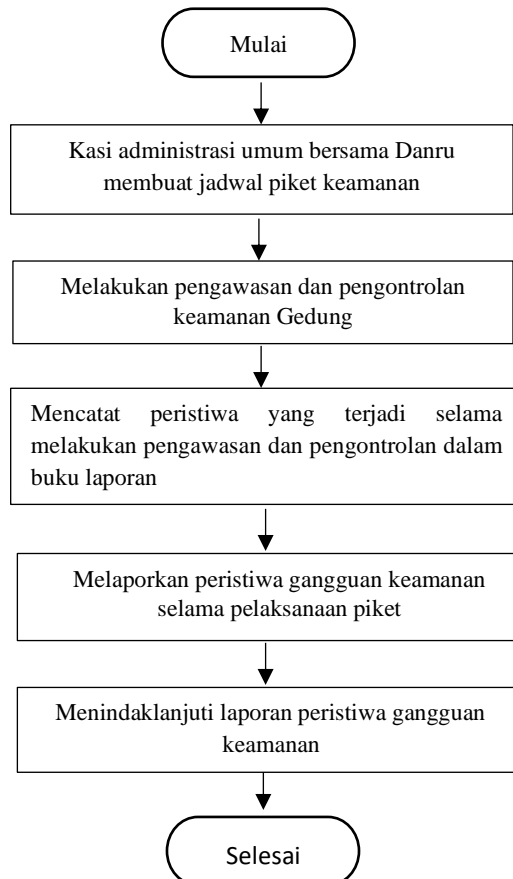 Mulai
Kasi administrasi umum bersama Danru
membuat jadwal piket keamanan
Melakukan pengawasan dan pengontrolan
keamanan Gedung
Mencatat peristiwa yang terjadi selama
melakukan pengawasan dan pengontrolan dalam
buku laporan
Melaporkan peristiwa gangguan keamanan
selama pelaksanaan piket
Menindaklanjuti laporan peristiwa gangguan
keamanan
Selesai